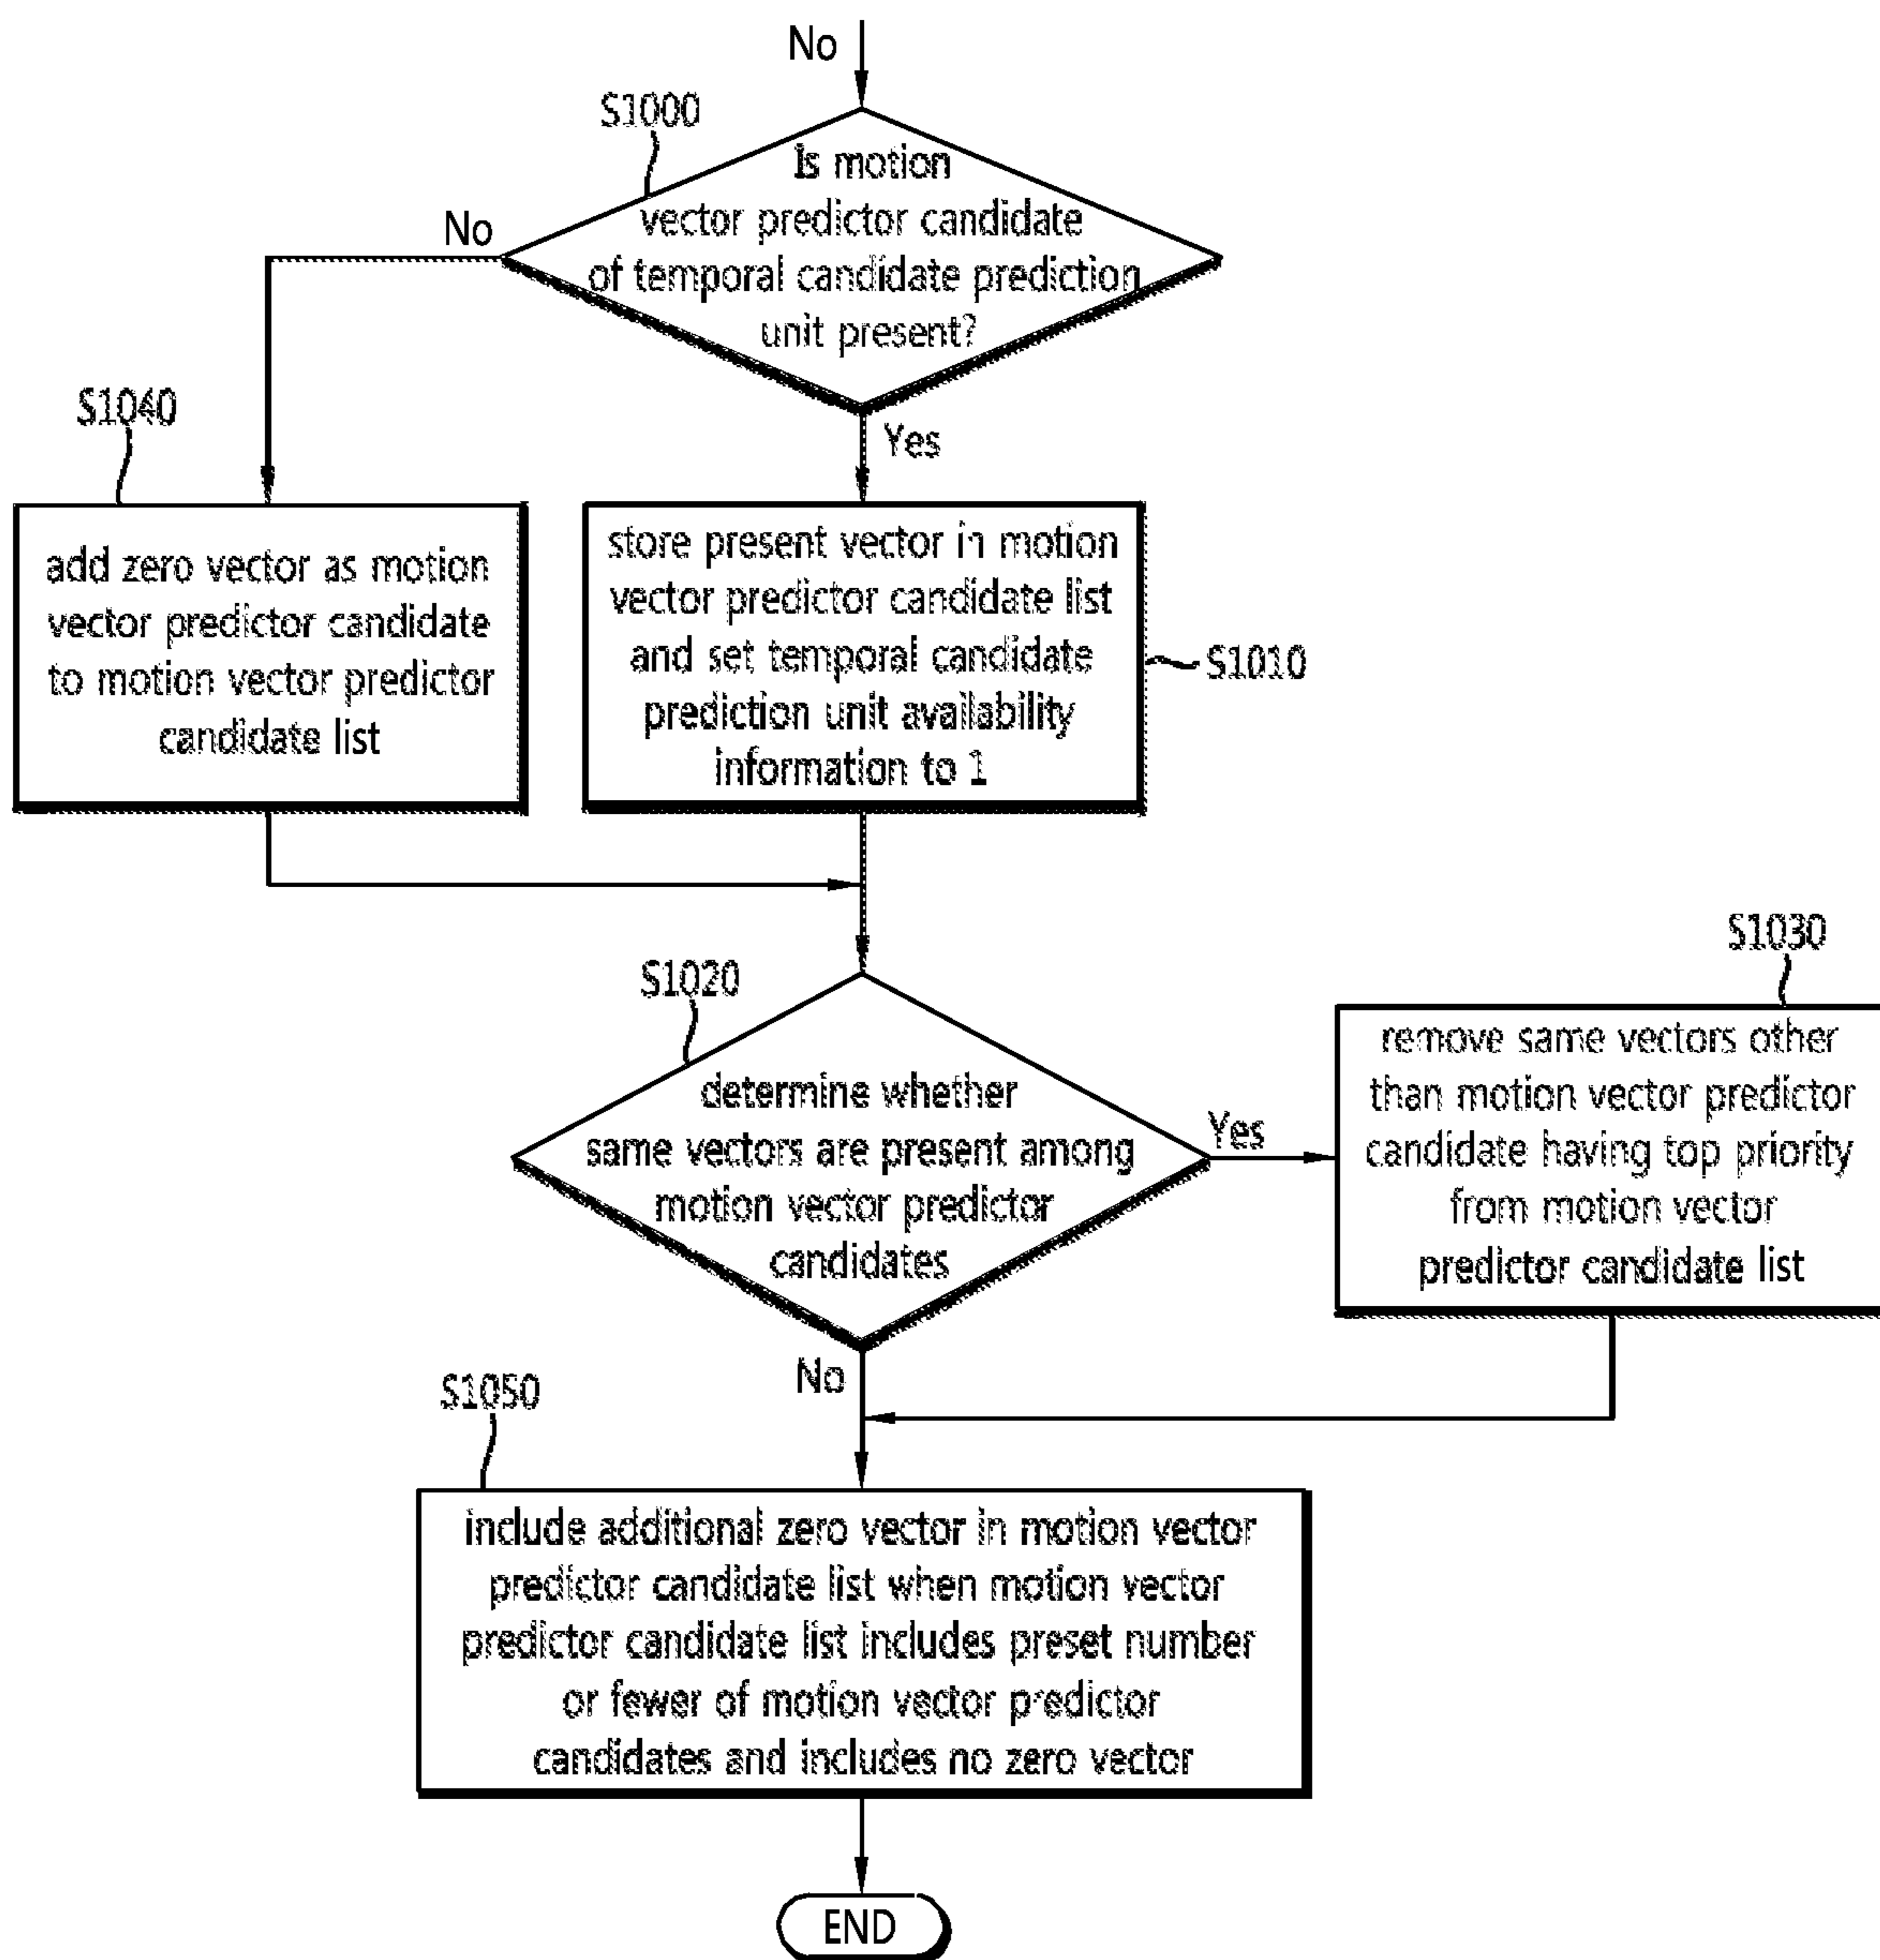 No
S1000
Is motion
vector predictor candidate
of temporal candidate prediction
unit present?
No
Yes
S1040
add zero vector as motion
vector predictor candidate
to motion vector predictor
candidate list
store present vector in motion
vector predictor candidate list
and set temporal candidate
prediction unit availability
information to 1
S1010
S1020
determine whether
same vectors are present among
motion vector predictor
candidates
Yes
S1030
remove same vectors other
than motion vector predictor
candidate having top priority
from motion vector
predictor candidate list
No
S1050
include additional zero vector in motion vector
predictor candidate list when motion vector
predictor candidate list includes preset number
or fewer of motion vector predictor
candidates and includes no zero vector
END